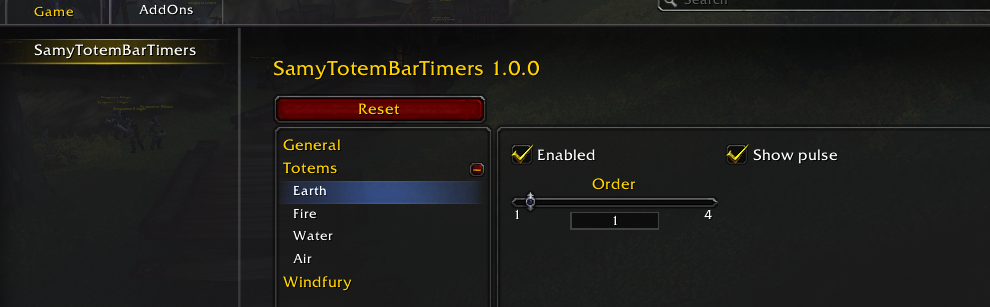 Game
AddOns
Search
SamyTotemBarTimers
SamyTotemBarTimers 1.0.0
Reset
General
Totems
Earth
Fire
Water
Air
Windfury
Enabled
Show pulse
Order
1
4
1